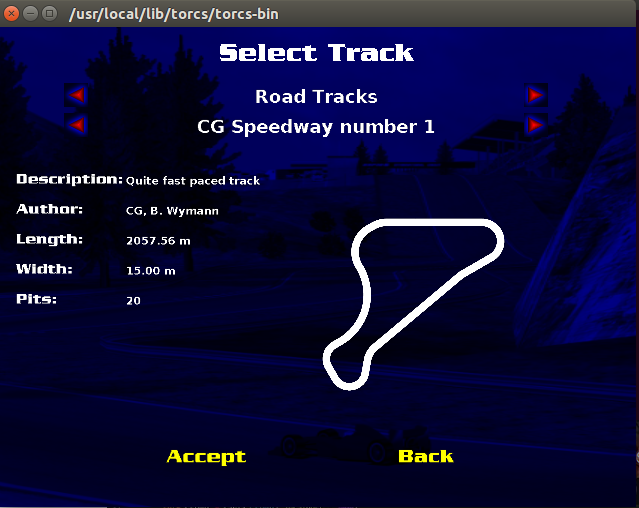 /usr/local/lib/torcs/torcs-bin
Select Track
Road Tracks
CG Speedway number 1
Description: Quite fast paced track
Author: CG, B. Wymann
Length: 2057.56 m
Width: 15.00 m
Pits: 20
Accept Back